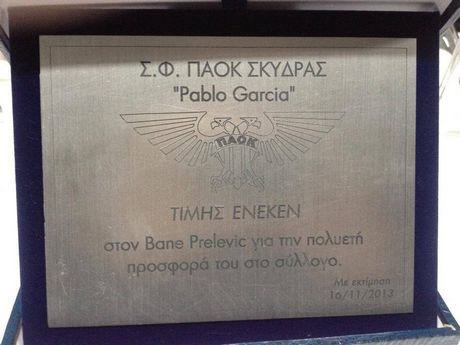 Σ.Φ. ΠΑΟΚ ΣΚΥΔΡΑΣ
"Pablo Garcia"
ΠΑΟΚ
ΤΙΜΗΣ ΕΝΕΚΕΝ
στον Bane Prelevic για την πολυετή
προσφορά του στο σύλλογο.
Με εκτίμηση
16/11/2013